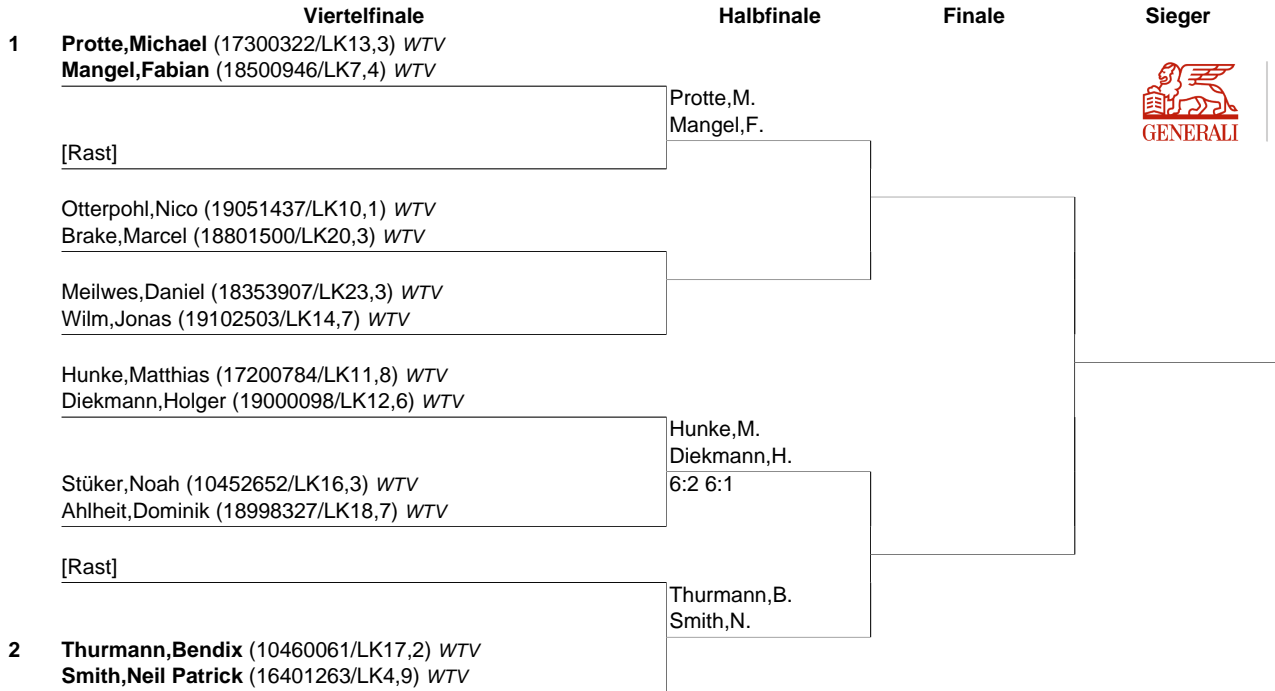 Viertelfinale Halbfinale Finale Sieger
1 Protte,Michael (17300322/LK13,3) WTV
Mangel,Fabian (18500946/LK7,4) WTV
Protte,M.
Mangel,F.
GENERALI
[Rast]
Otterpohl,Nico (19051437/LK10,1) WTV
Brake,Marcel (18801500/LK20,3) WTV
Meilwes,Daniel (18353907/LK23,3) WTV
Wilm,Jonas (19102503/LK14,7) WTV
Hunke,Matthias (17200784/LK11,8) WTV
Diekmann,Holger (19000098/LK12,6) WTV
Hunke,M.
Diekmann,H.
Stüker,Noah (10452652/LK16,3) WTV 6:2 6:1
Ahlheit,Dominik (18998327/LK18,7) WTV
[Rast]
Thurmann,B.
Smith,N.
2 Thurmann,Bendix (10460061/LK17,2) WTV
Smith,Neil Patrick (16401263/LK4,9) WTV